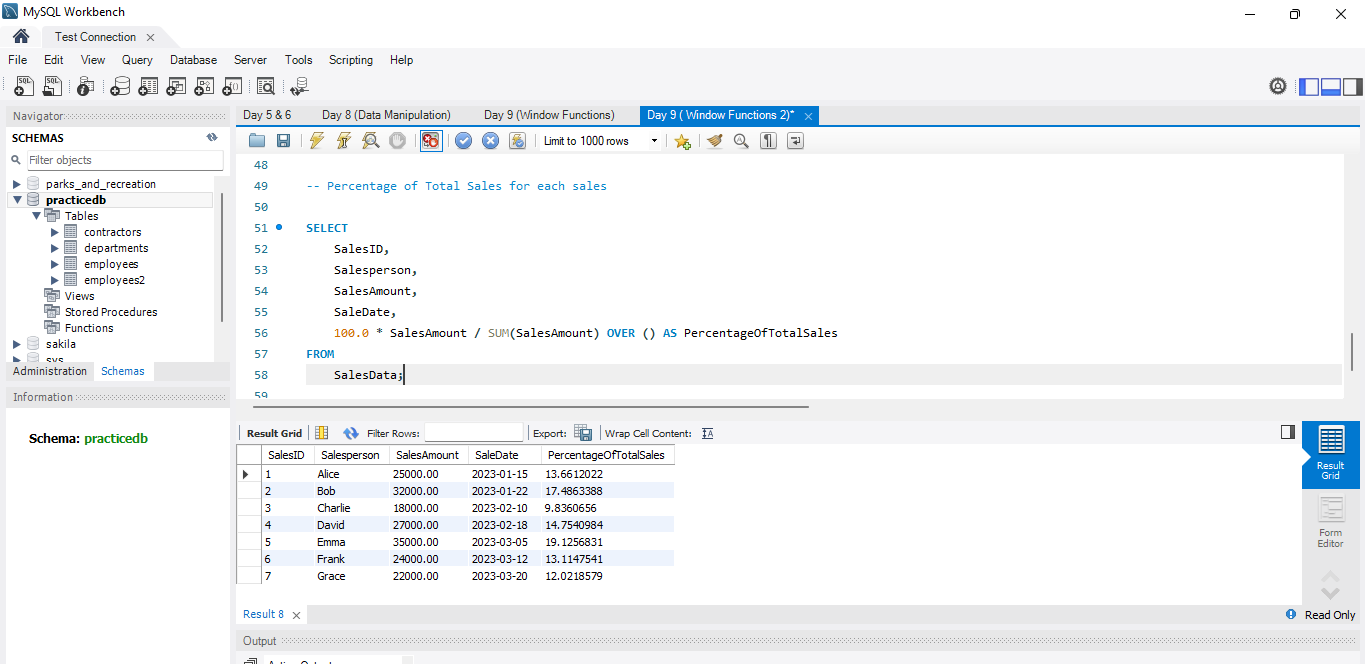 MySQL Workbench
Test Connection
File Edit View Query Database Server Tools Scripting Help
Navigator
SCHEMAS
Filter objects
parks_and_recreation
practicedb
Tables
contractors
departments
employees
employees2
Views
Stored Procedures
Functions
sakila
sys
Administration Schemas
Information
Schema: practicedb
Day 5 & 6 Day 8 (Data Manipulation) Day 9 (Window Functions) Day 9 ( Window Functions 2)*
Limit to 1000 rows
48
49 -- Percentage of Total Sales for each sales
50
51 SELECT
52 SalesID,
53 Salesperson,
54 SalesAmount,
55 SaleDate,
56 100.0 * SalesAmount / SUM(SalesAmount) OVER () AS PercentageOfTotalSales
57 FROM
58 SalesData;
59
Result Grid Filter Rows: Export: Wrap Cell Content:
SalesID Salesperson SalesAmount SaleDate PercentageOfTotalSales
1 Alice 25000.00 2023-01-15 13.6612022
2 Bob 32000.00 2023-01-22 17.4863388
3 Charlie 18000.00 2023-02-10 9.8360656
4 David 27000.00 2023-02-18 14.7540984
5 Emma 35000.00 2023-03-05 19.1256831
6 Frank 24000.00 2023-03-12 13.1147541
7 Grace 22000.00 2023-03-20 12.0218579
Result
Grid
Form
Editor
Result 8
Read Only
Output